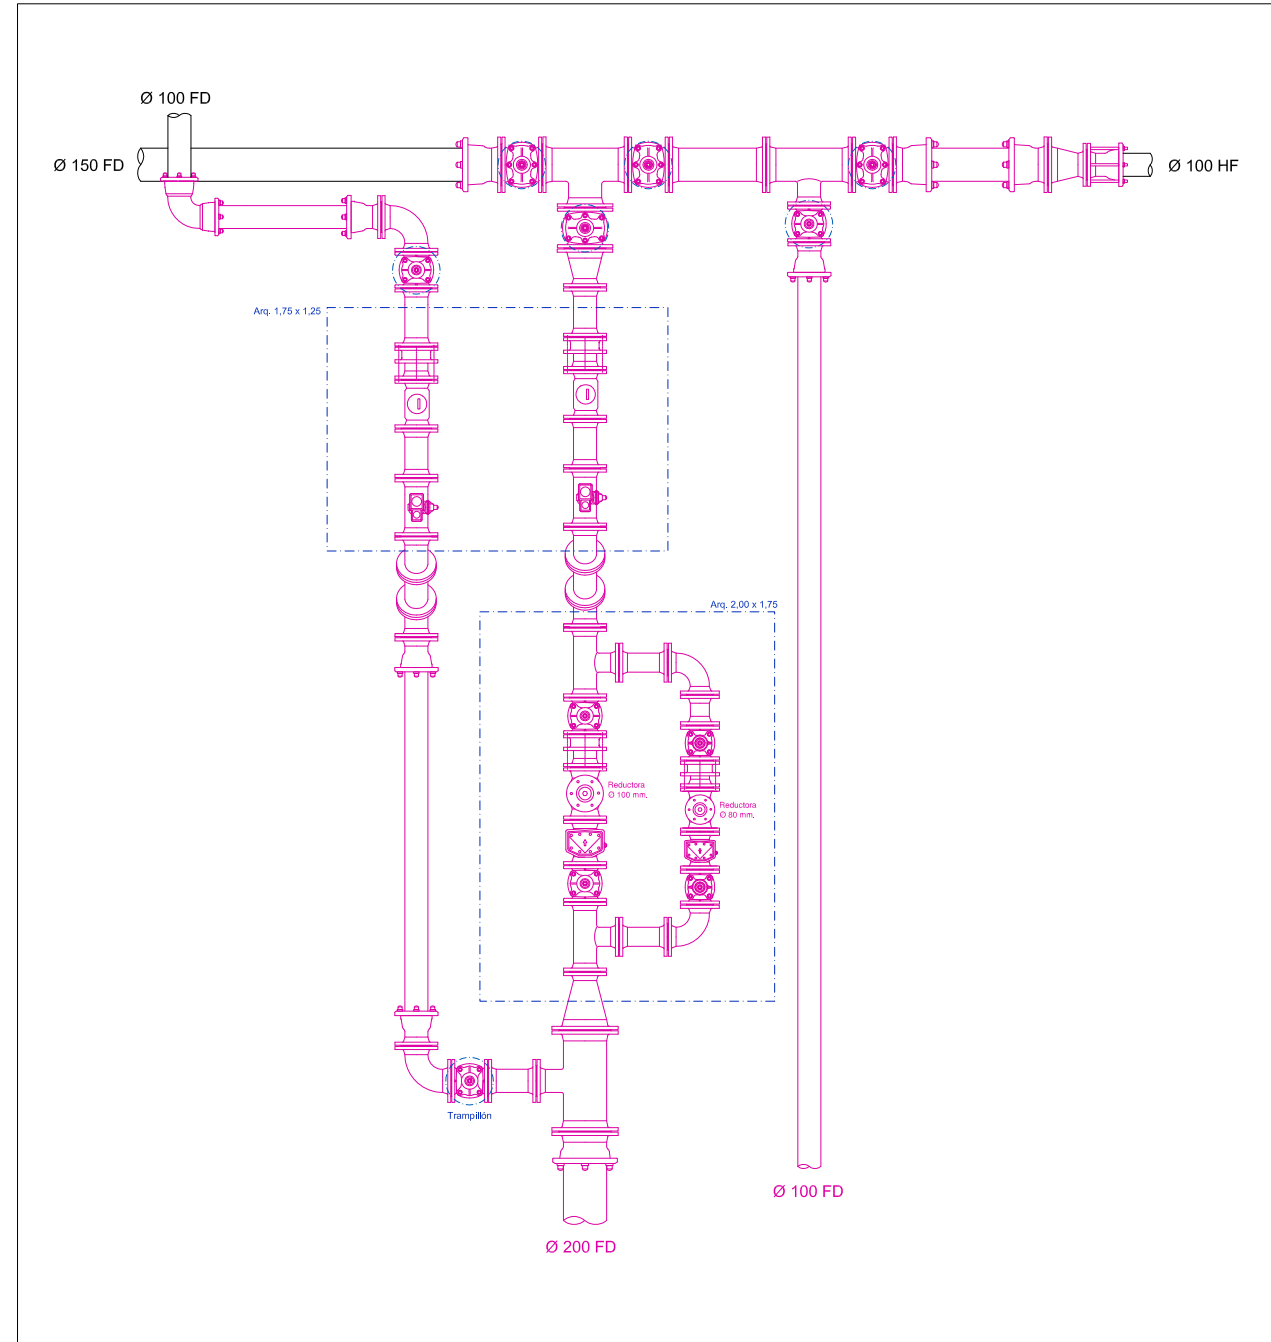 Ø 100 FD
Ø 150 FD
Ø 100 HF
Arq. 1,75 x 1,25
Arq. 2,00 x 1,75
Reductora
Ø 100 mm.
Reductora
Ø 80 mm.
Trampillón
Ø 100 FD
Ø 200 FD